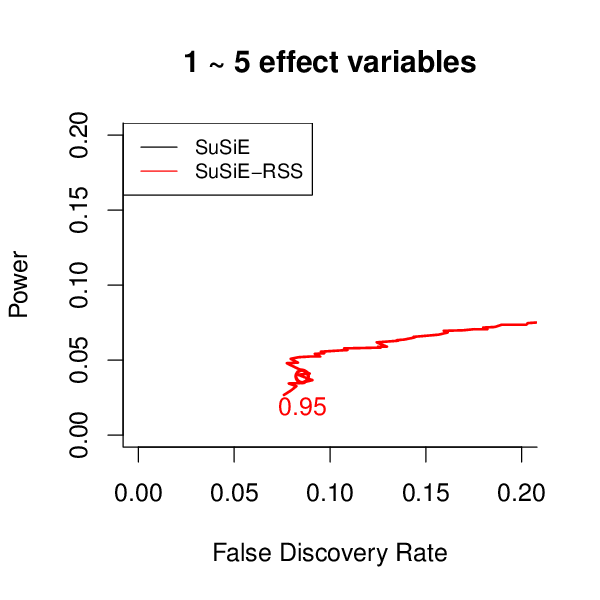 1 ~ 5 effect variables
SuSiE
SuSiE−RSS
Power
0.20
0.15
0.10
0.05
0.00
0.95
0.00 0.05 0.10 0.15 0.20
False Discovery Rate